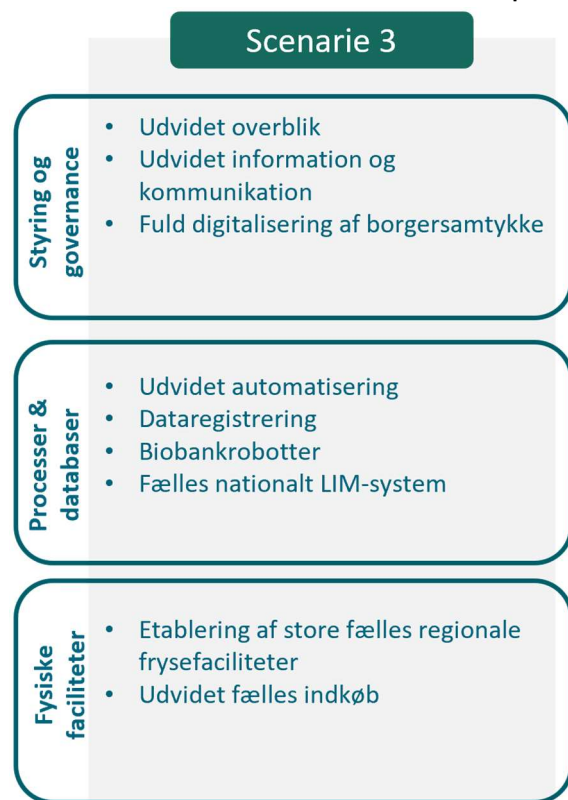 Scenarie 3
Styring og
governance
• Udvidet overblik
• Udvidet information og
kommunikation
• Fuld digitalisering af borgersamtykke
Processer &
databaser
• Udvidet automatisering
• Dataregistrering
• Biobankrobotter
• Fælles nationalt LIM-system
Fysiske
faciliteter
• Etablering af store fælles regionale
frysefaciliteter
• Udvidet fælles indkøb